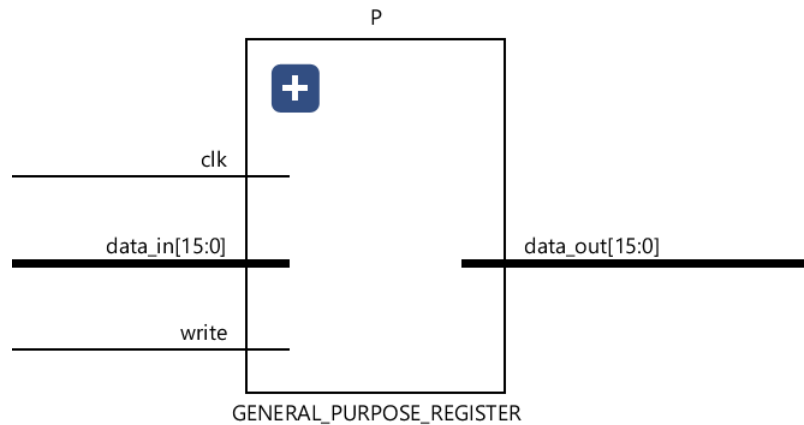 P
clk
data_in[15:0]
data_out[15:0]
write
GENERAL_PURPOSE_REGISTER